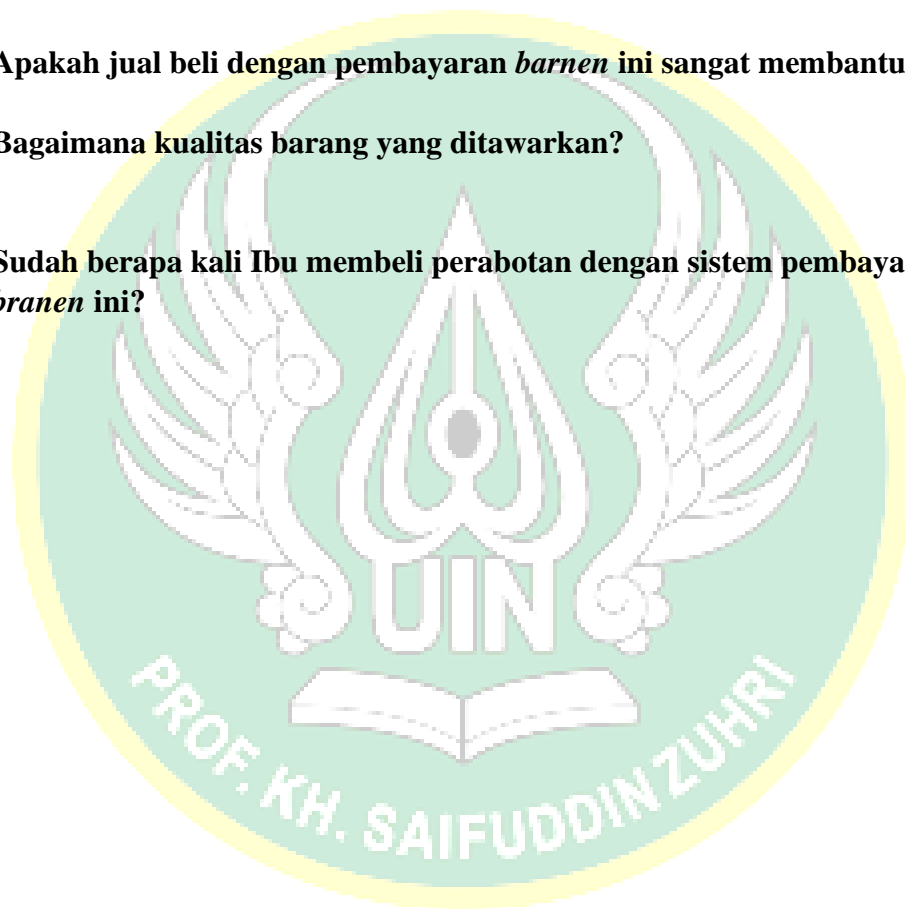 Apakah jual beli dengan pembayaran barnen ini sangat membantu
Bagaimana kualitas barang yang ditawarkan?
Sudah berapa kali Ibu membeli perabotan dengan sistem pembaya
branen ini?
UIN
PROF. KH. SAIFUDDIN ZUHRI